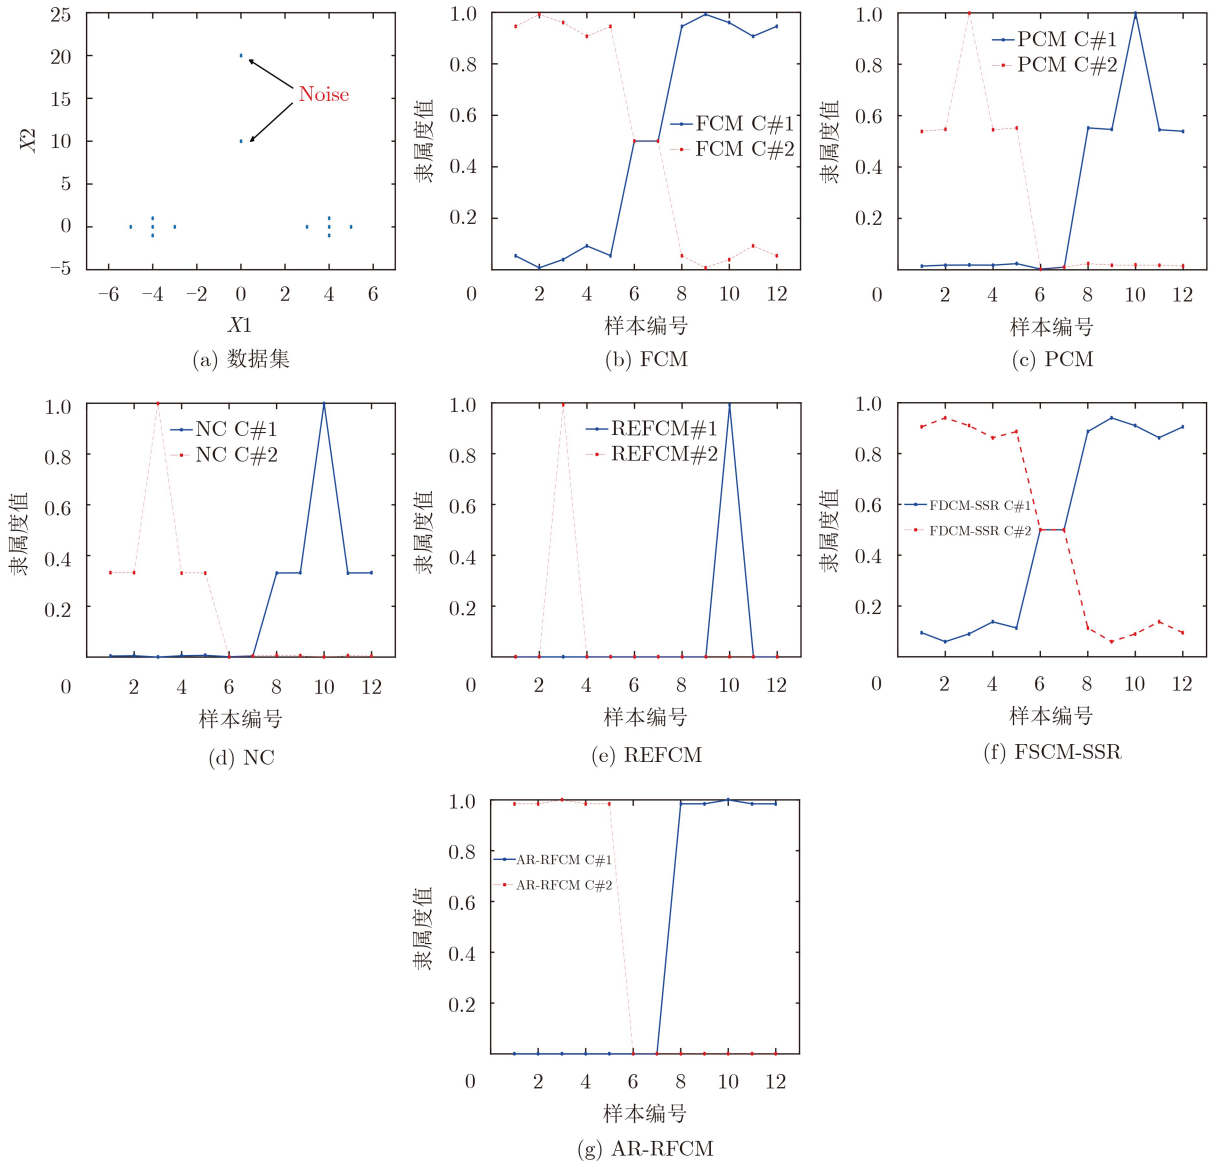 25
20
15
10
5
0
−5
X2
Noise
−6 −4 −2 0 2 4 6
X1
(a) 数据集
1.0
0.8
0.6
0.4
0.2
0
隶属度值
FCM C#1
FCM C#2
2 4 6 8 10 12
样本编号
(b) FCM
1.0
0.8
0.6
0.4
0.2
0
隶属度值
PCM C#1
PCM C#2
2 4 6 8 10 12
样本编号
(c) PCM
1.0
0.8
0.6
0.4
0.2
0
隶属度值
NC C#1
NC C#2
2 4 6 8 10 12
样本编号
(d) NC
1.0
0.8
0.6
0.4
0.2
0
隶属度值
REFCM#1
REFCM#2
2 4 6 8 10 12
样本编号
(e) REFCM
1.0
0.8
0.6
0.4
0.2
0
隶属度值
FDCM-SSR C#1
FDCM-SSR C#2
2 4 6 8 10 12
样本编号
(f) FSCM-SSR
1.0
0.8
0.6
0.4
0.2
0
隶属度值
AR-RFCM C#1
AR-RFCM C#2
2 4 6 8 10 12
样本编号
(g) AR-RFCM